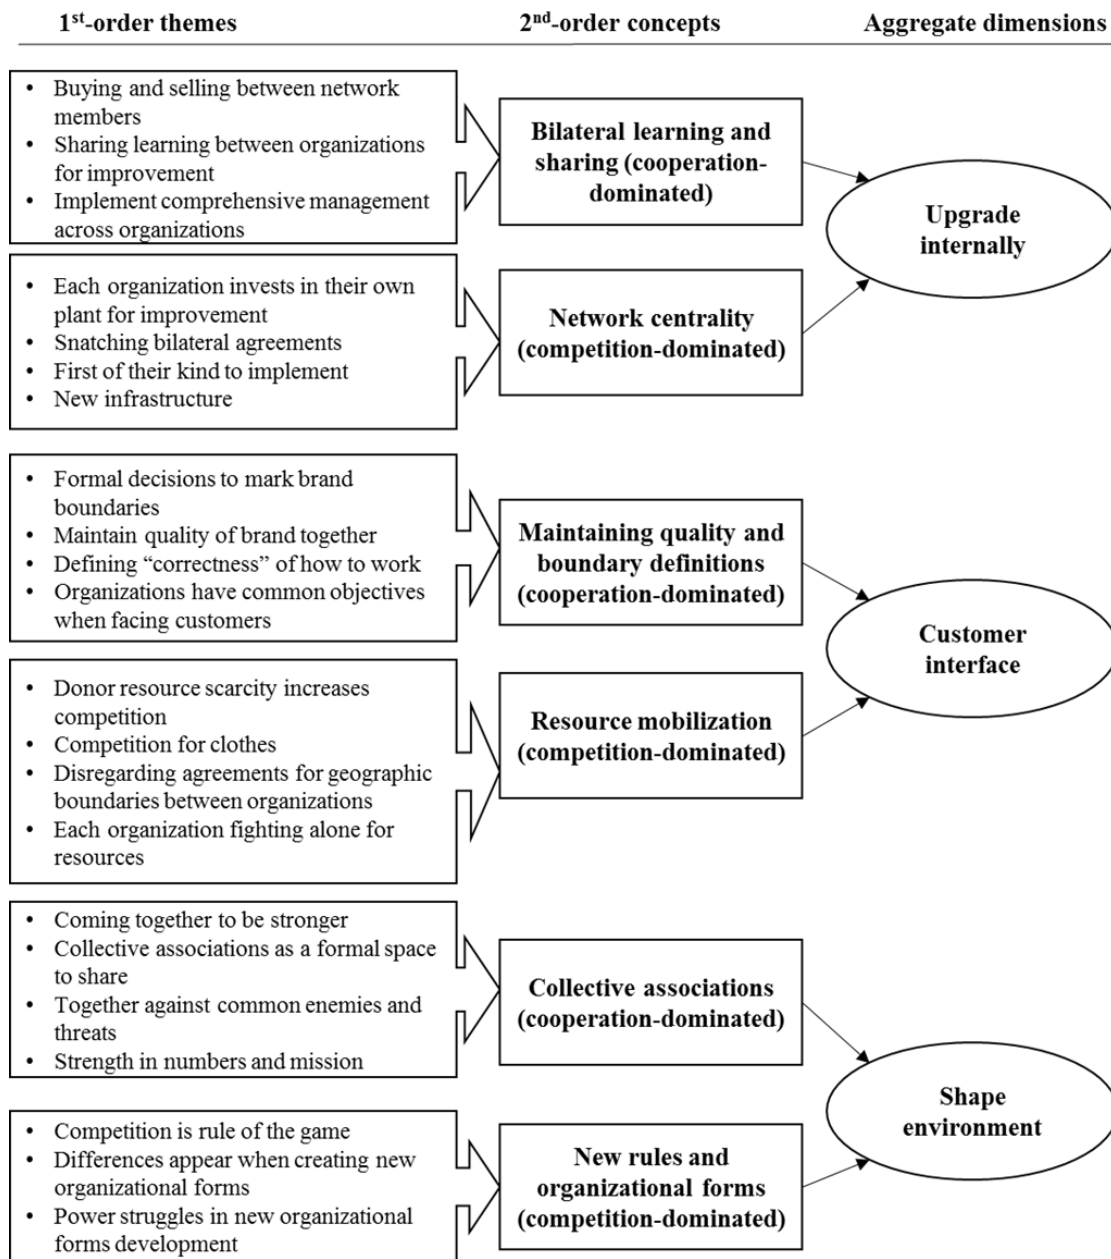 1st-order themes 2nd-order concepts Aggregate dimensions
• Buying and selling between network
members
• Sharing learning between organizations
for improvement
• Implement comprehensive management
across organizations
Bilateral learning and
sharing (cooperation-
dominated)
Upgrade
internally
• Each organization invests in their own
plant for improvement
• Snatching bilateral agreements
• First of their kind to implement
• New infrastructure
Network centrality
(competition-dominated)
• Formal decisions to mark brand
boundaries
• Maintain quality of brand together
• Defining “correctness” of how to work
• Organizations have common objectives
when facing customers
Maintaining quality and
boundary definitions
(cooperation-dominated)
Customer
interface
• Donor resource scarcity increases
competition
• Competition for clothes
• Disregarding agreements for geographic
boundaries between organizations
• Each organization fighting alone for
resources
Resource mobilization
(competition-dominated)
• Coming together to be stronger
• Collective associations as a formal space
to share
• Together against common enemies and
threats
• Strength in numbers and mission
Collective associations
(cooperation-dominated)
Shape
environment
• Competition is rule of the game
• Differences appear when creating new
organizational forms
• Power struggles in new organizational
forms development
New rules and
organizational forms
(competition-dominated)